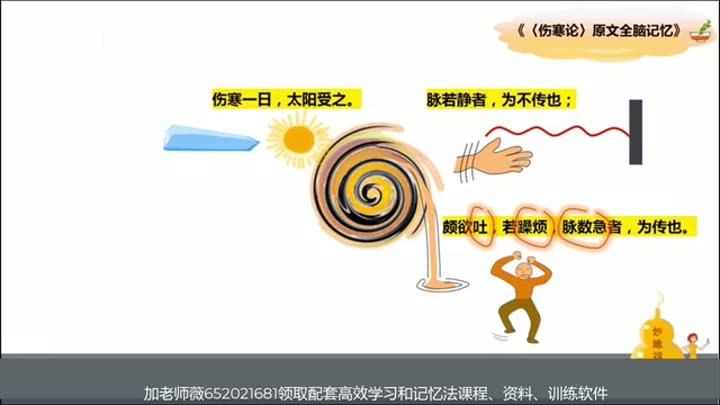 《〈伤寒论〉原文全脑记忆》
伤寒一日，太阳受之。
脉若静者，为不传也；
颇欲吐，若躁烦，脉数急者，为传也。
加老师薇652021681领取配套高效学习和记忆法课程、资料、训练软件